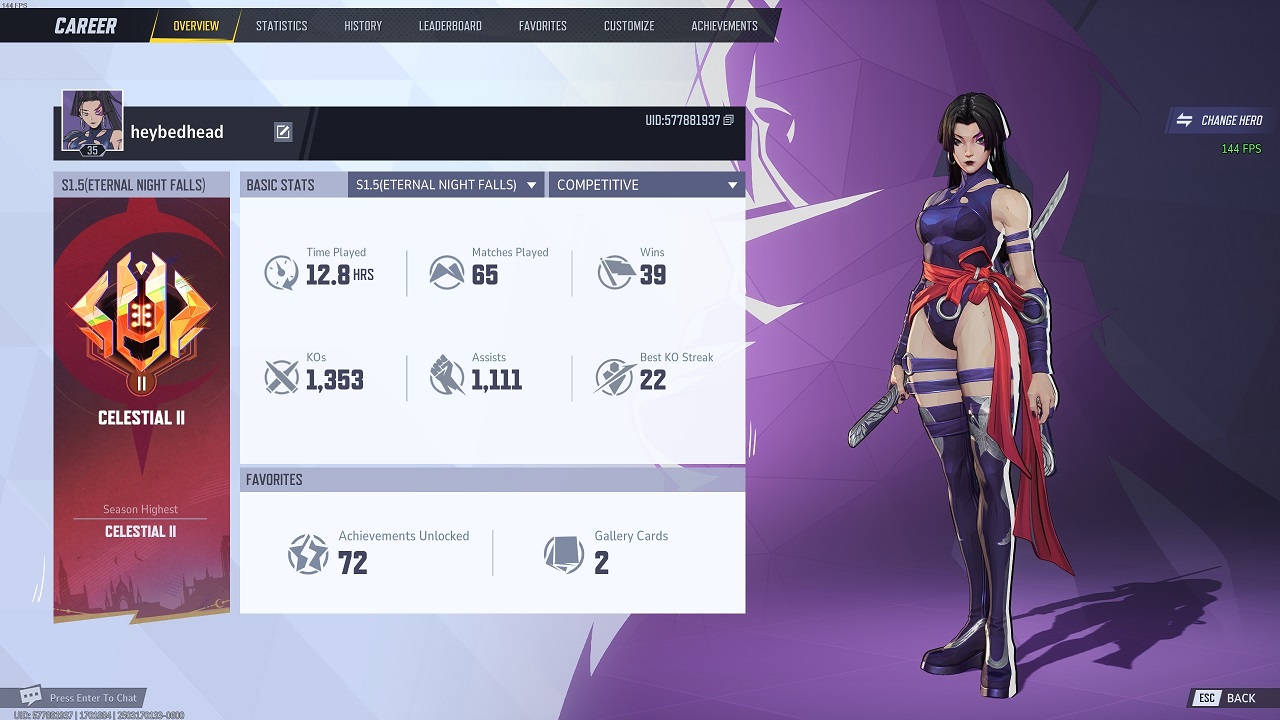 144 FPS
CAREER
OVERVIEW
STATISTICS
HISTORY
LEADERBOARD
FAVORITES
CUSTOMIZE
ACHIEVEMENTS
35
heybedhead
UID:577881937
CHANGE HERO
144 FPS
S1.5(ETERNAL NIGHT FALLS)
II
CELESTIAL II
Season Highest
CELESTIAL II
BASIC STATS
S1.5(ETERNAL NIGHT FALLS)
COMPETITIVE
Time Played
12.8 HRS
Matches Played
65
Wins
39
KOs
1,353
Assists
1,111
Best KO Streak
22
FAVORITES
Achievements Unlocked
72
Gallery Cards
2
Press Enter To Chat
UID: 577881937 |
ESC BACK